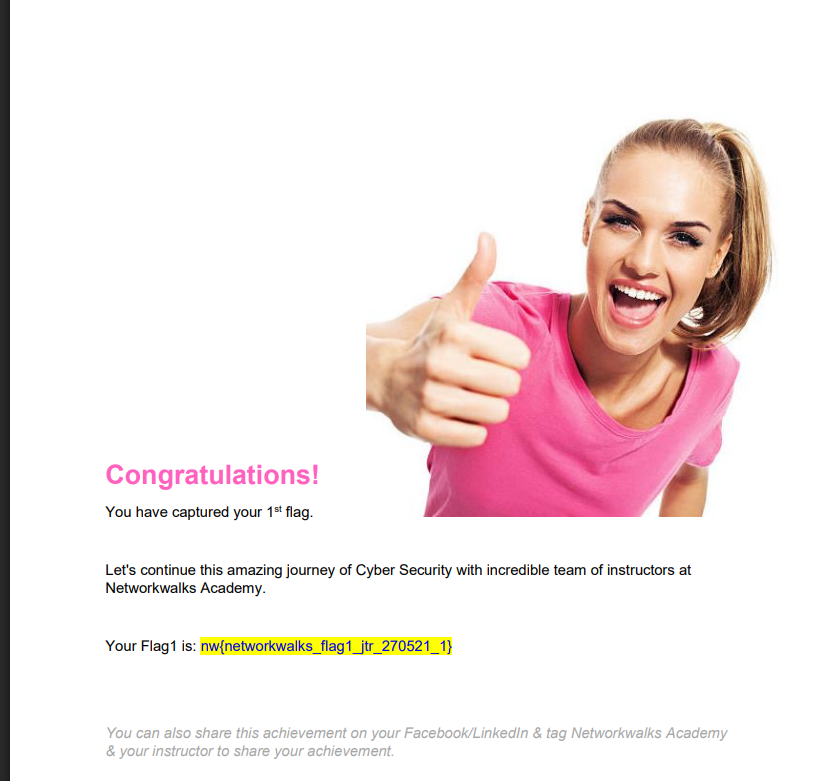 Congratulations!
You have captured your 1st flag.
Let's continue this amazing journey of Cyber Security with incredible team of instructors at
Networkwalks Academy.
Your Flag1 is: nw{networkwalks_flag1_jtr_270521_1}
You can also share this achievement on your Facebook/LinkedIn & tag Networkwalks Academy
& your instructor to share your achievement.